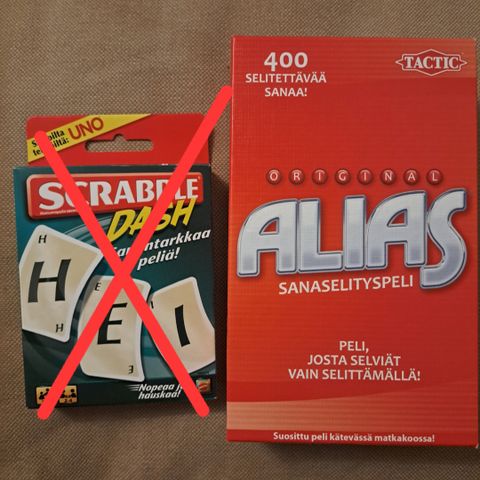 UNO
SCRABBLE
DASH
peliä!
H
H
H
E
E
E
I
Nopeaa
hauskaa!
400
SELITETTÄVÄÄ
SANAA!
TACTIC
ORIGINAL
ALIAS
SANASELITYSPELI
PELI,
JOSTA SELVIÄT
VAIN SELITTÄMÄLLÄ!
Suosittu peli kätevässä matkakoossa!